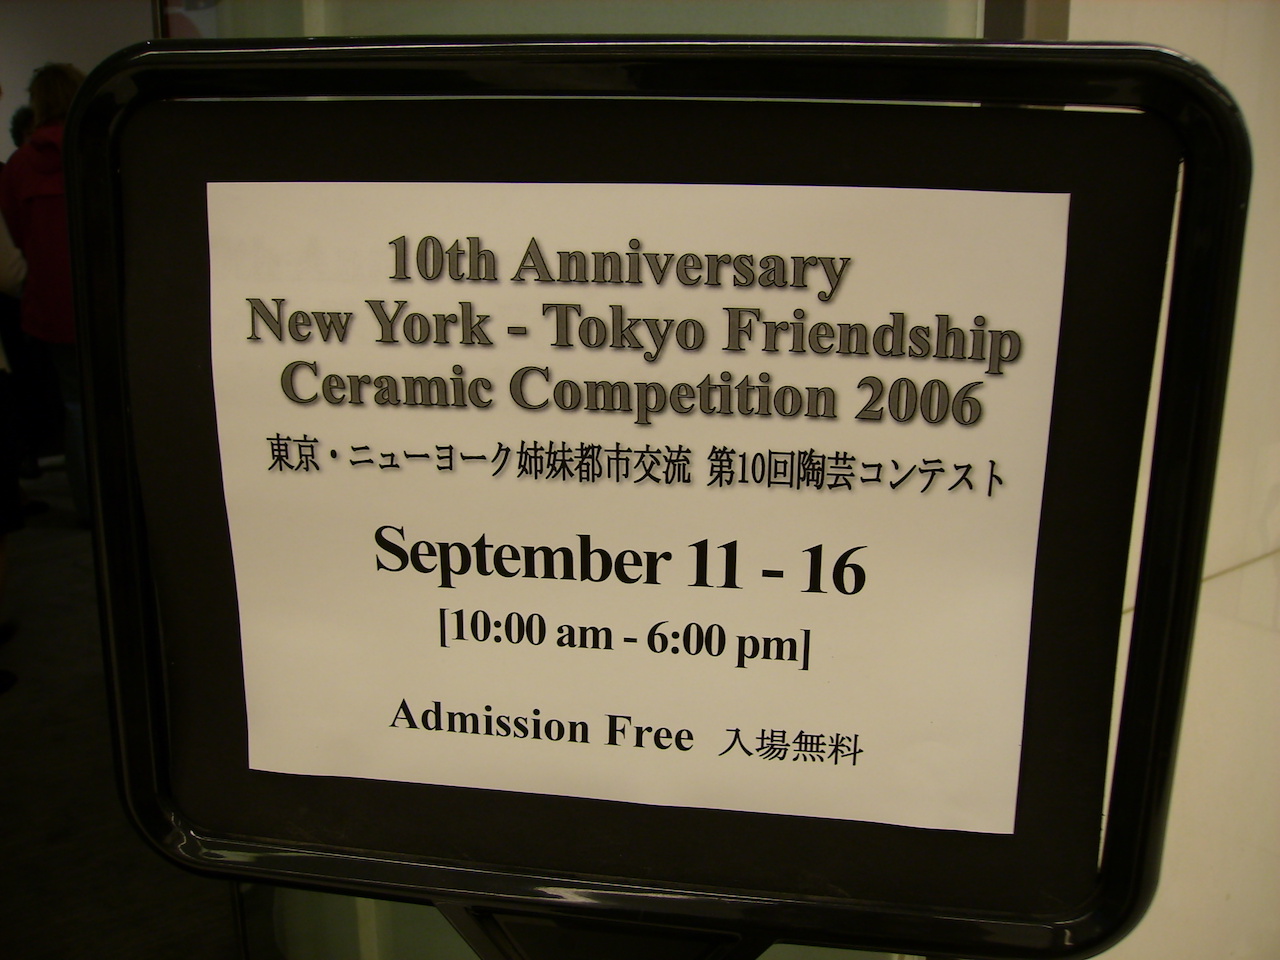 10th Anniversary
New York - Tokyo Friendship
Ceramic Competition 2006
東京・ニューヨーク姉妹都市交流 第10回陶芸コンテスト
September 11 - 16
[10:00 am - 6:00 pm]
Admission Free 入場無料